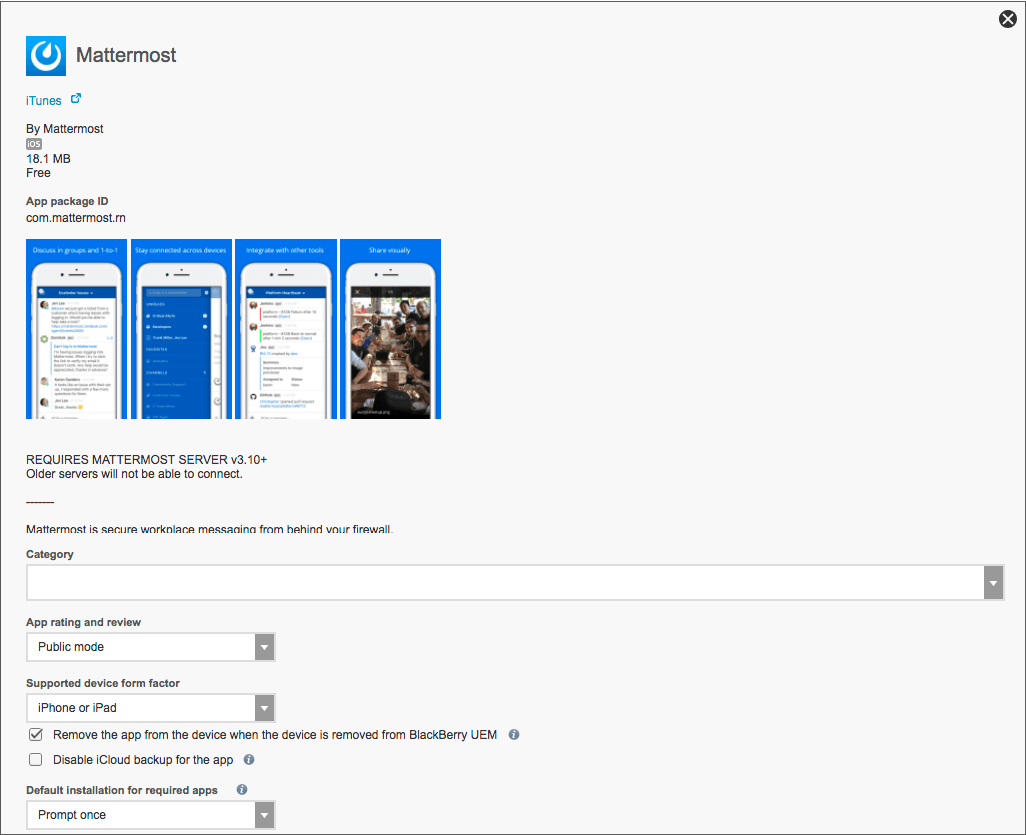 Mattermost
iTunes
By Mattermost
iOS
18.1 MB
Free
App package ID
com.mattermost.rn
Discuss in groups and 1-to-1
Stay connected across devices
Integrate with other tools
Share visually
REQUIRES MATTERMOST SERVER v3.10+
Older servers will not be able to connect.
-------
Mattermost is secure workplace messaging from behind your firewall.
Category
App rating and review
Public mode
Supported device form factor
iPhone or iPad
Remove the app from the device when the device is removed from BlackBerry UEM
Disable iCloud backup for the app
Default installation for required apps
Prompt once